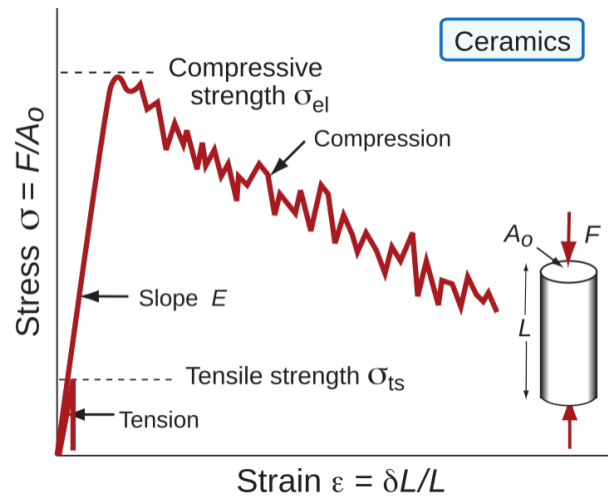 Ceramics
Compressive
strength σel
Compression
Stress σ = F/Ao
Ao
F
L
Slope E
Tensile strength σts
Tension
Strain ε = δL/L